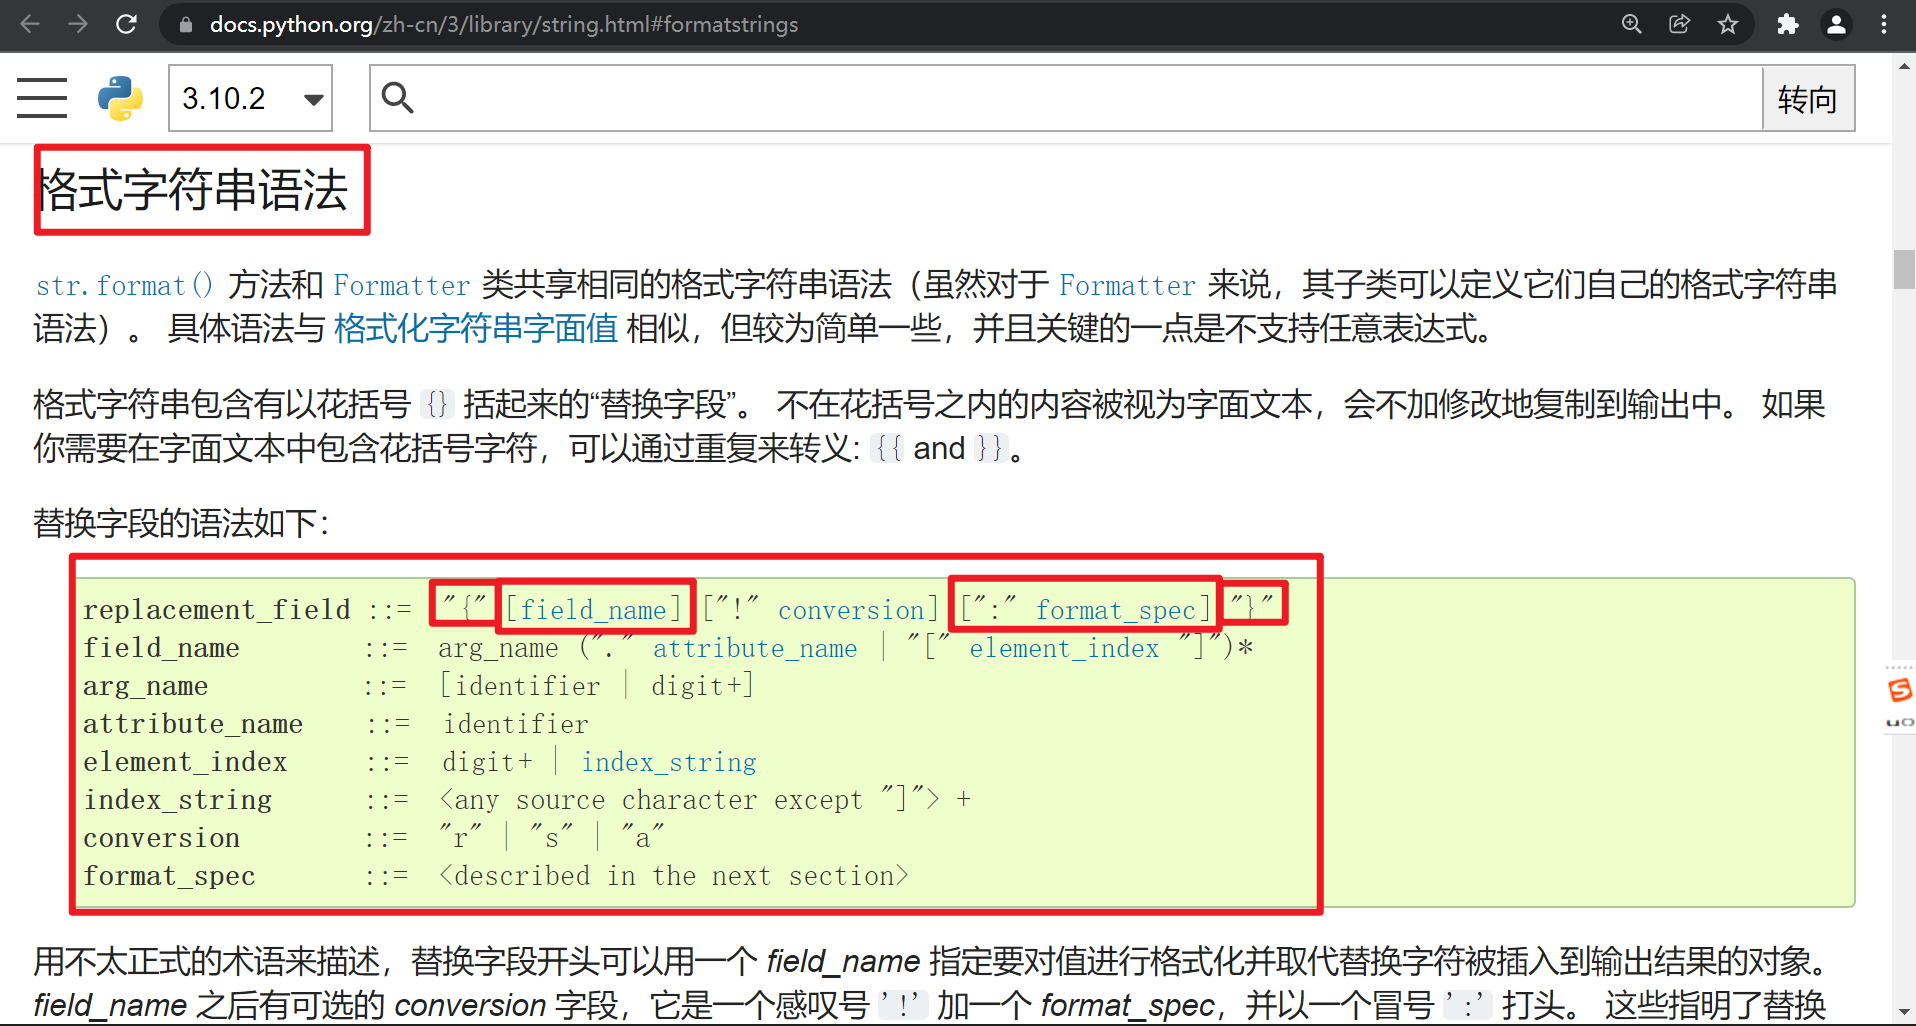 docs.python.org/zh-cn/3/library/string.html#formatstrings
3.10.2
转向
格式字符串语法
str.format() 方法和 Formatter 类共享相同的格式字符串语法（虽然对于 Formatter 来说，其子类可以定义它们自己的格式字符串
语法）。 具体语法与 格式化字符串字面值 相似，但较为简单一些，并且关键的一点是不支持任意表达式。
格式字符串包含有以花括号 {} 括起来的“替换字段”。 不在花括号之内的内容被视为字面文本，会不加修改地复制到输出中。 如果
你需要在字面文本中包含花括号字符，可以通过重复来转义: {{ and }}。
替换字段的语法如下：
replacement_field ::= "{" [field_name] ["!" conversion] [":" format_spec] "}"
field_name ::= arg_name ("." attribute_name | "[" element_index "]")*
arg_name ::= [identifier | digit+]
attribute_name ::= identifier
element_index ::= digit+ | index_string
index_string ::= <any source character except "]"> +
conversion ::= "r" | "s" | "a"
format_spec ::= <described in the next section>
用不太正式的术语来描述，替换字段开头可以用一个 field_name 指定要对值进行格式化并取代替换字符被插入到输出结果的对象。
field_name 之后有可选的 conversion 字段，它是一个感叹号 '!' 加一个 format_spec，并以一个冒号 ':' 打头。 这些指明了替换